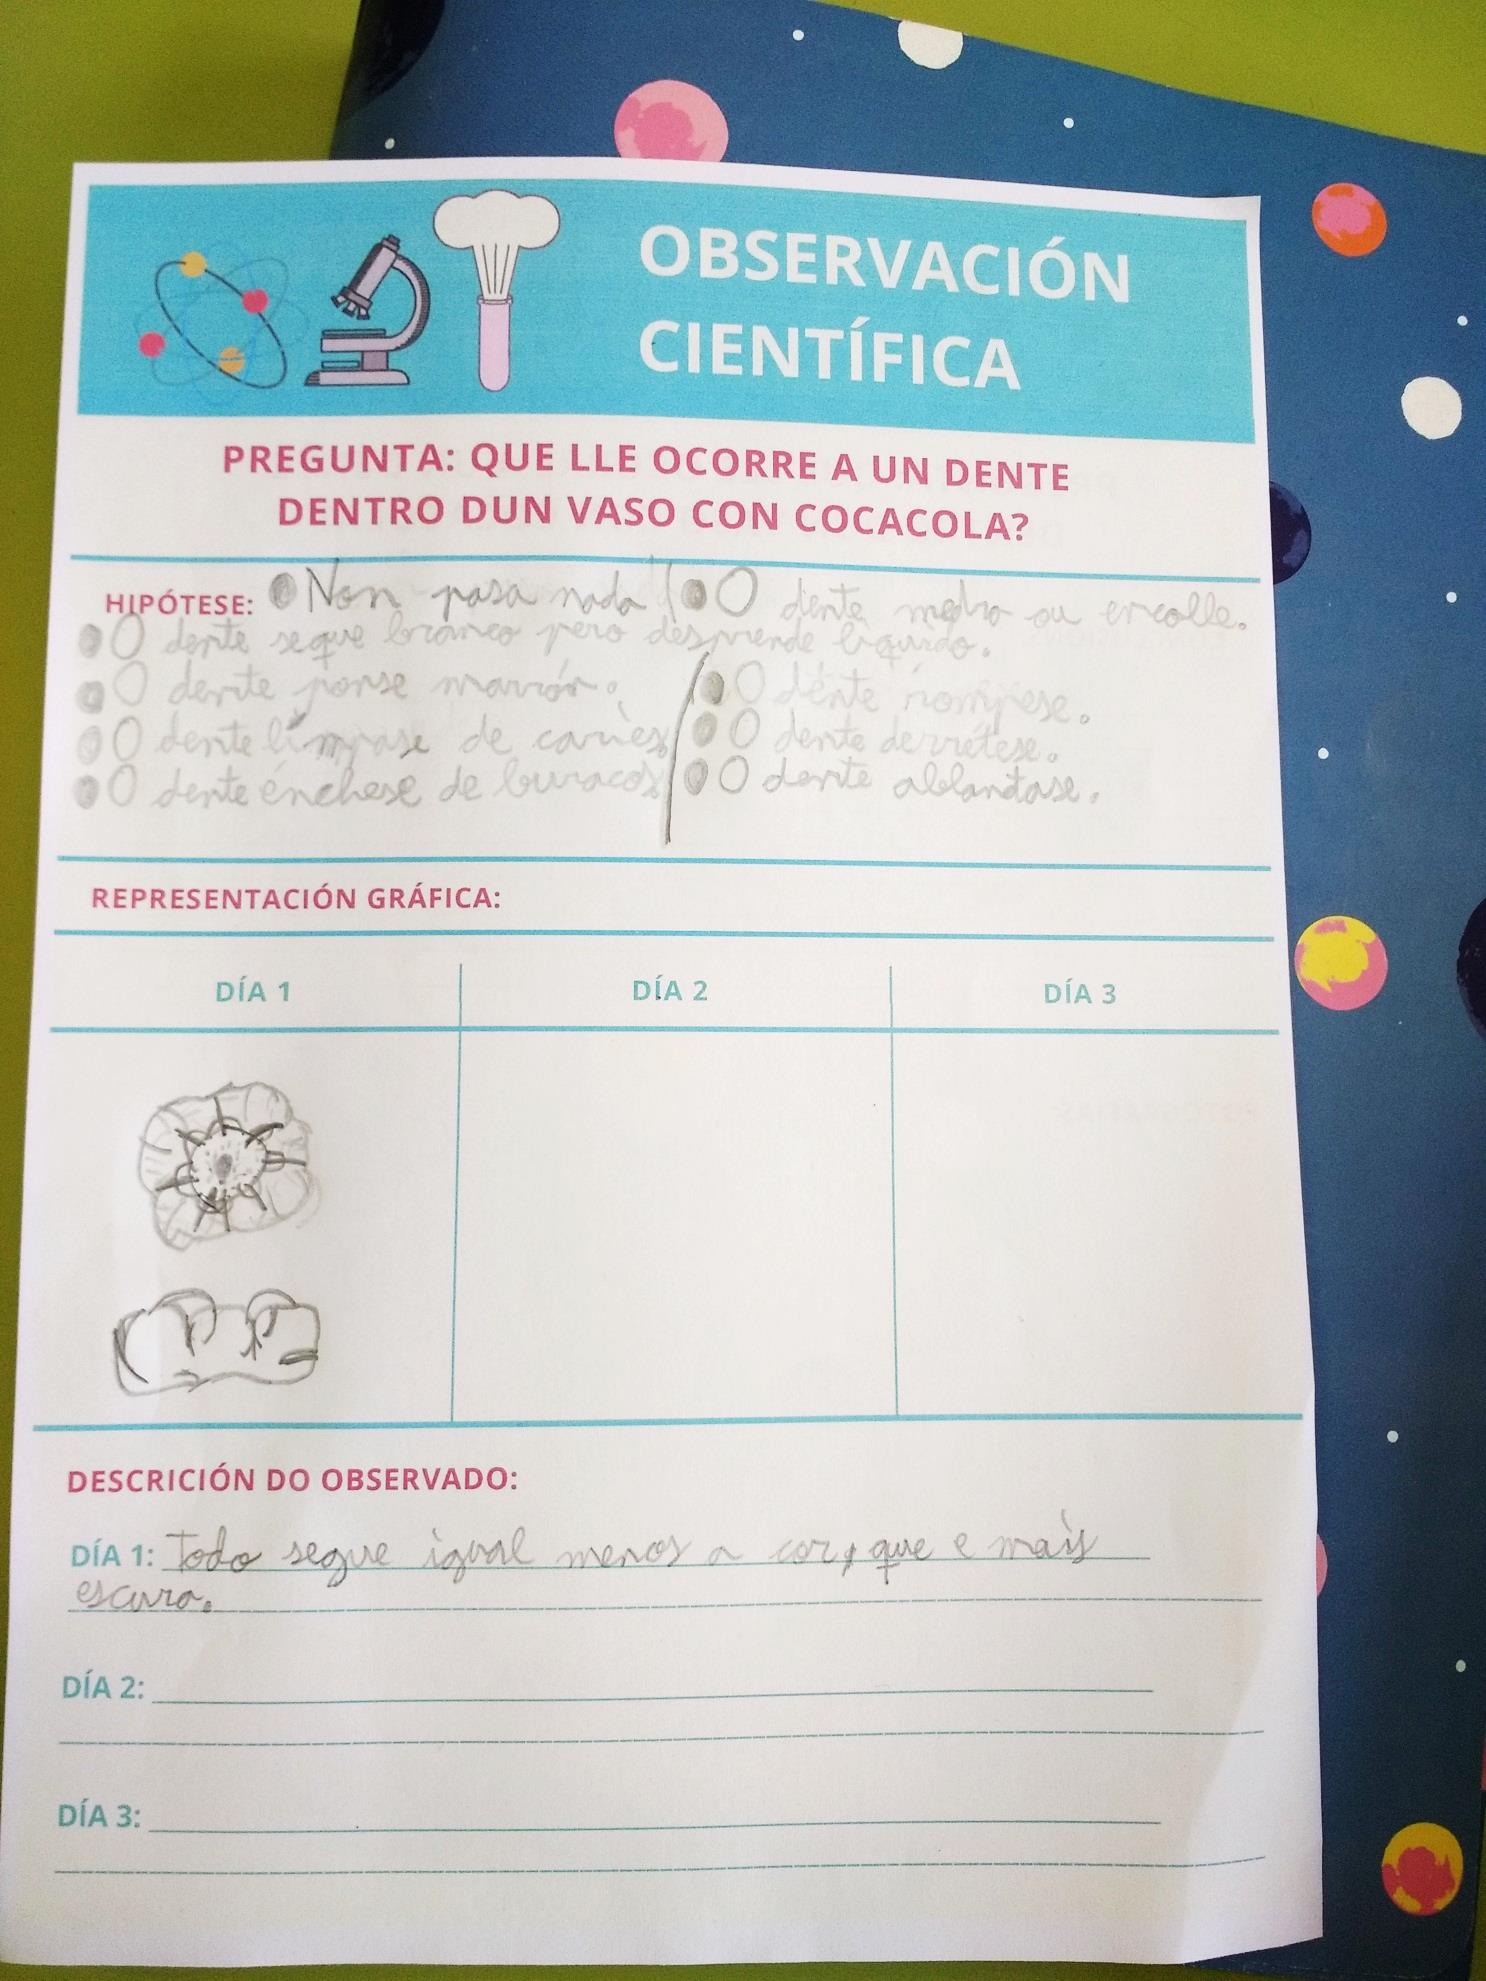 OBSERVACIÓN
CIENTÍFICA
PREGUNTA: QUE LLE OCORRE A UN DENTE
DENTRO DUN VASO CON COCACOLA?
HIPÓTESE: Non pasa nada O dente medra ou encolle.
O dente segue branco pero desprende líquido.
O dente ponse marrón. O dente rompese.
O dente límpase de caries O dente derrétese.
O dente énchese de buracos O dente ablandase.
REPRESENTACIÓN GRÁFICA:
DÍA 1 DÍA 2 DÍA 3
DESCRICIÓN DO OBSERVADO:
DÍA 1: Todo segue igual menos a cor, que e mais
escura.
DÍA 2:
DÍA 3: